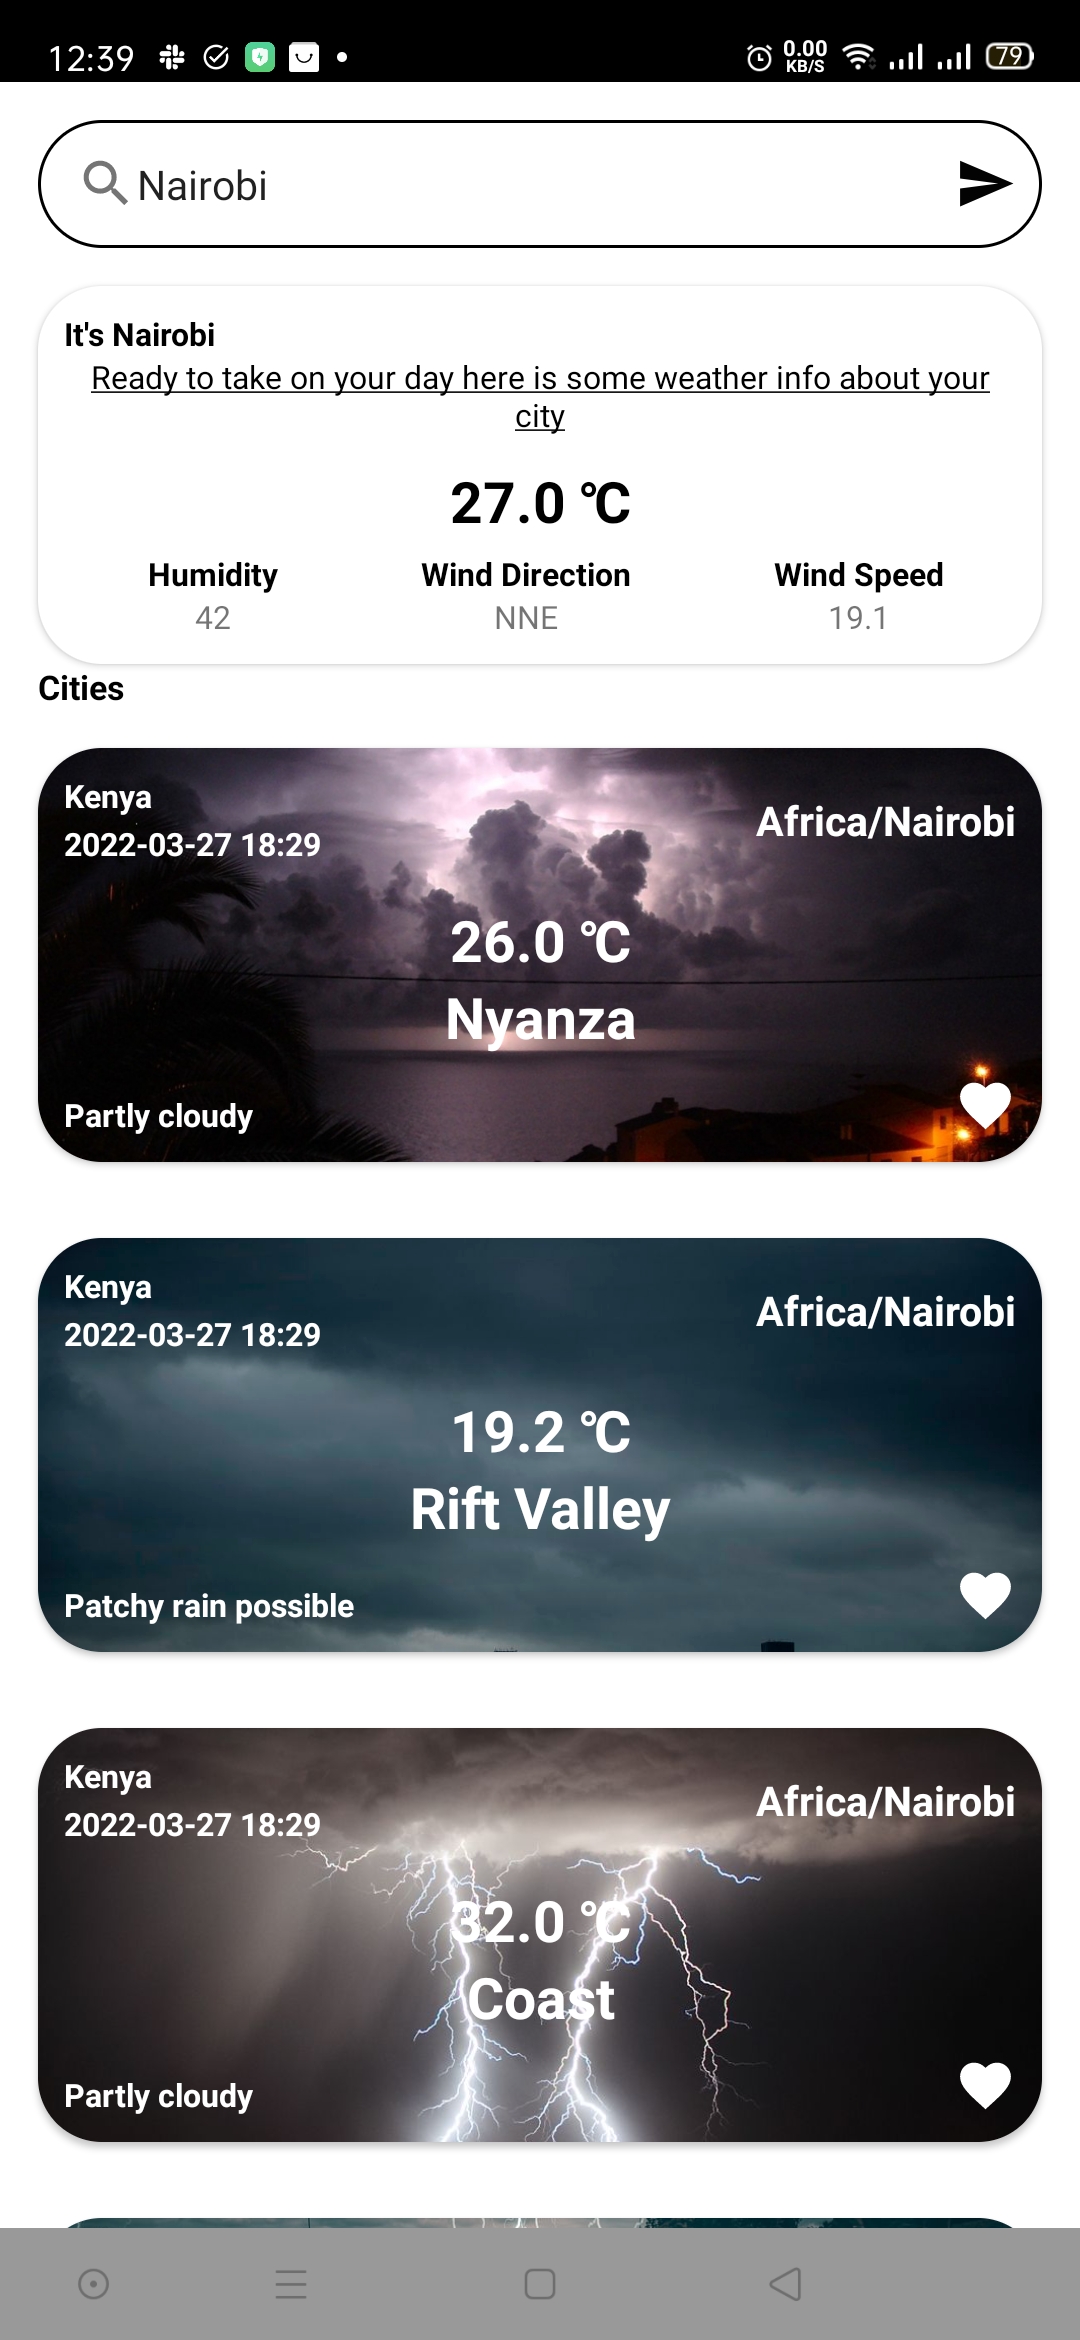 12:39
0.00
KB/S
79
Nairobi
It's Nairobi
Ready to take on your day here is some weather info about your
city
27.0 ℃
Humidity Wind Direction Wind Speed
42 NNE 19.1
Cities
Kenya
2022-03-27 18:29
Africa/Nairobi
26.0 ℃
Nyanza
Partly cloudy
Kenya
2022-03-27 18:29
Africa/Nairobi
19.2 ℃
Rift Valley
Patchy rain possible
Kenya
2022-03-27 18:29
Africa/Nairobi
32.0 ℃
Coast
Partly cloudy